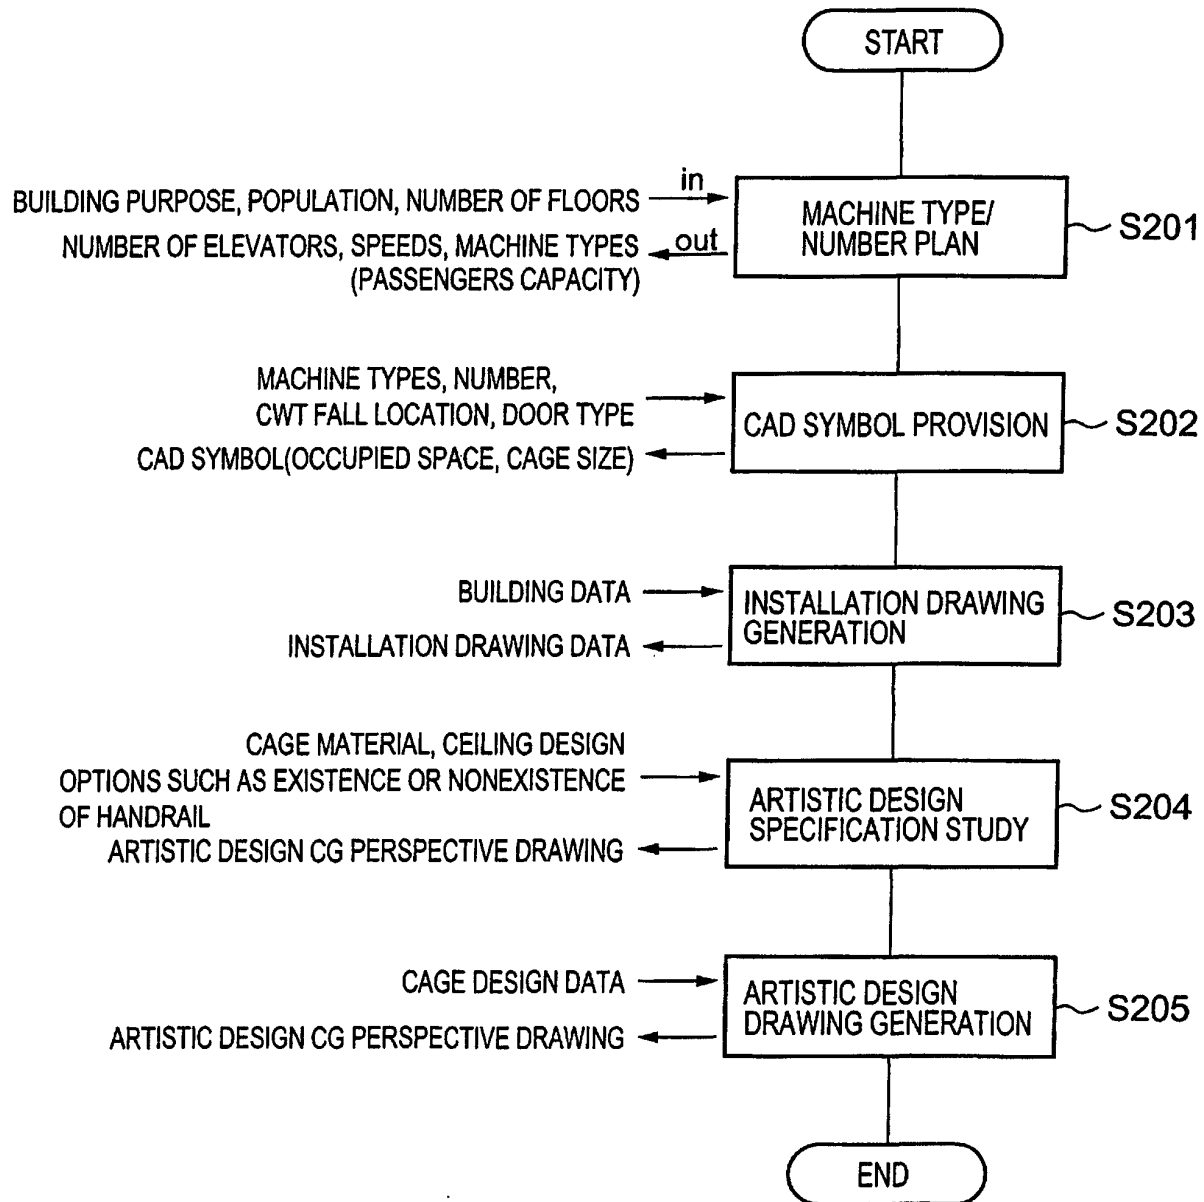 START
in
BUILDING PURPOSE, POPULATION, NUMBER OF FLOORS
NUMBER OF ELEVATORS, SPEEDS, MACHINE TYPES
(PASSENGERS CAPACITY)
out
MACHINE TYPE/
NUMBER PLAN
S201
MACHINE TYPES, NUMBER,
CWT FALL LOCATION, DOOR TYPE
CAD SYMBOL(OCCUPIED SPACE, CAGE SIZE)
CAD SYMBOL PROVISION
S202
BUILDING DATA
INSTALLATION DRAWING DATA
INSTALLATION DRAWING
GENERATION
S203
CAGE MATERIAL, CEILING DESIGN
OPTIONS SUCH AS EXISTENCE OR NONEXISTENCE
OF HANDRAIL
ARTISTIC DESIGN CG PERSPECTIVE DRAWING
ARTISTIC DESIGN
SPECIFICATION STUDY
S204
CAGE DESIGN DATA
ARTISTIC DESIGN CG PERSPECTIVE DRAWING
ARTISTIC DESIGN
DRAWING GENERATION
S205
END